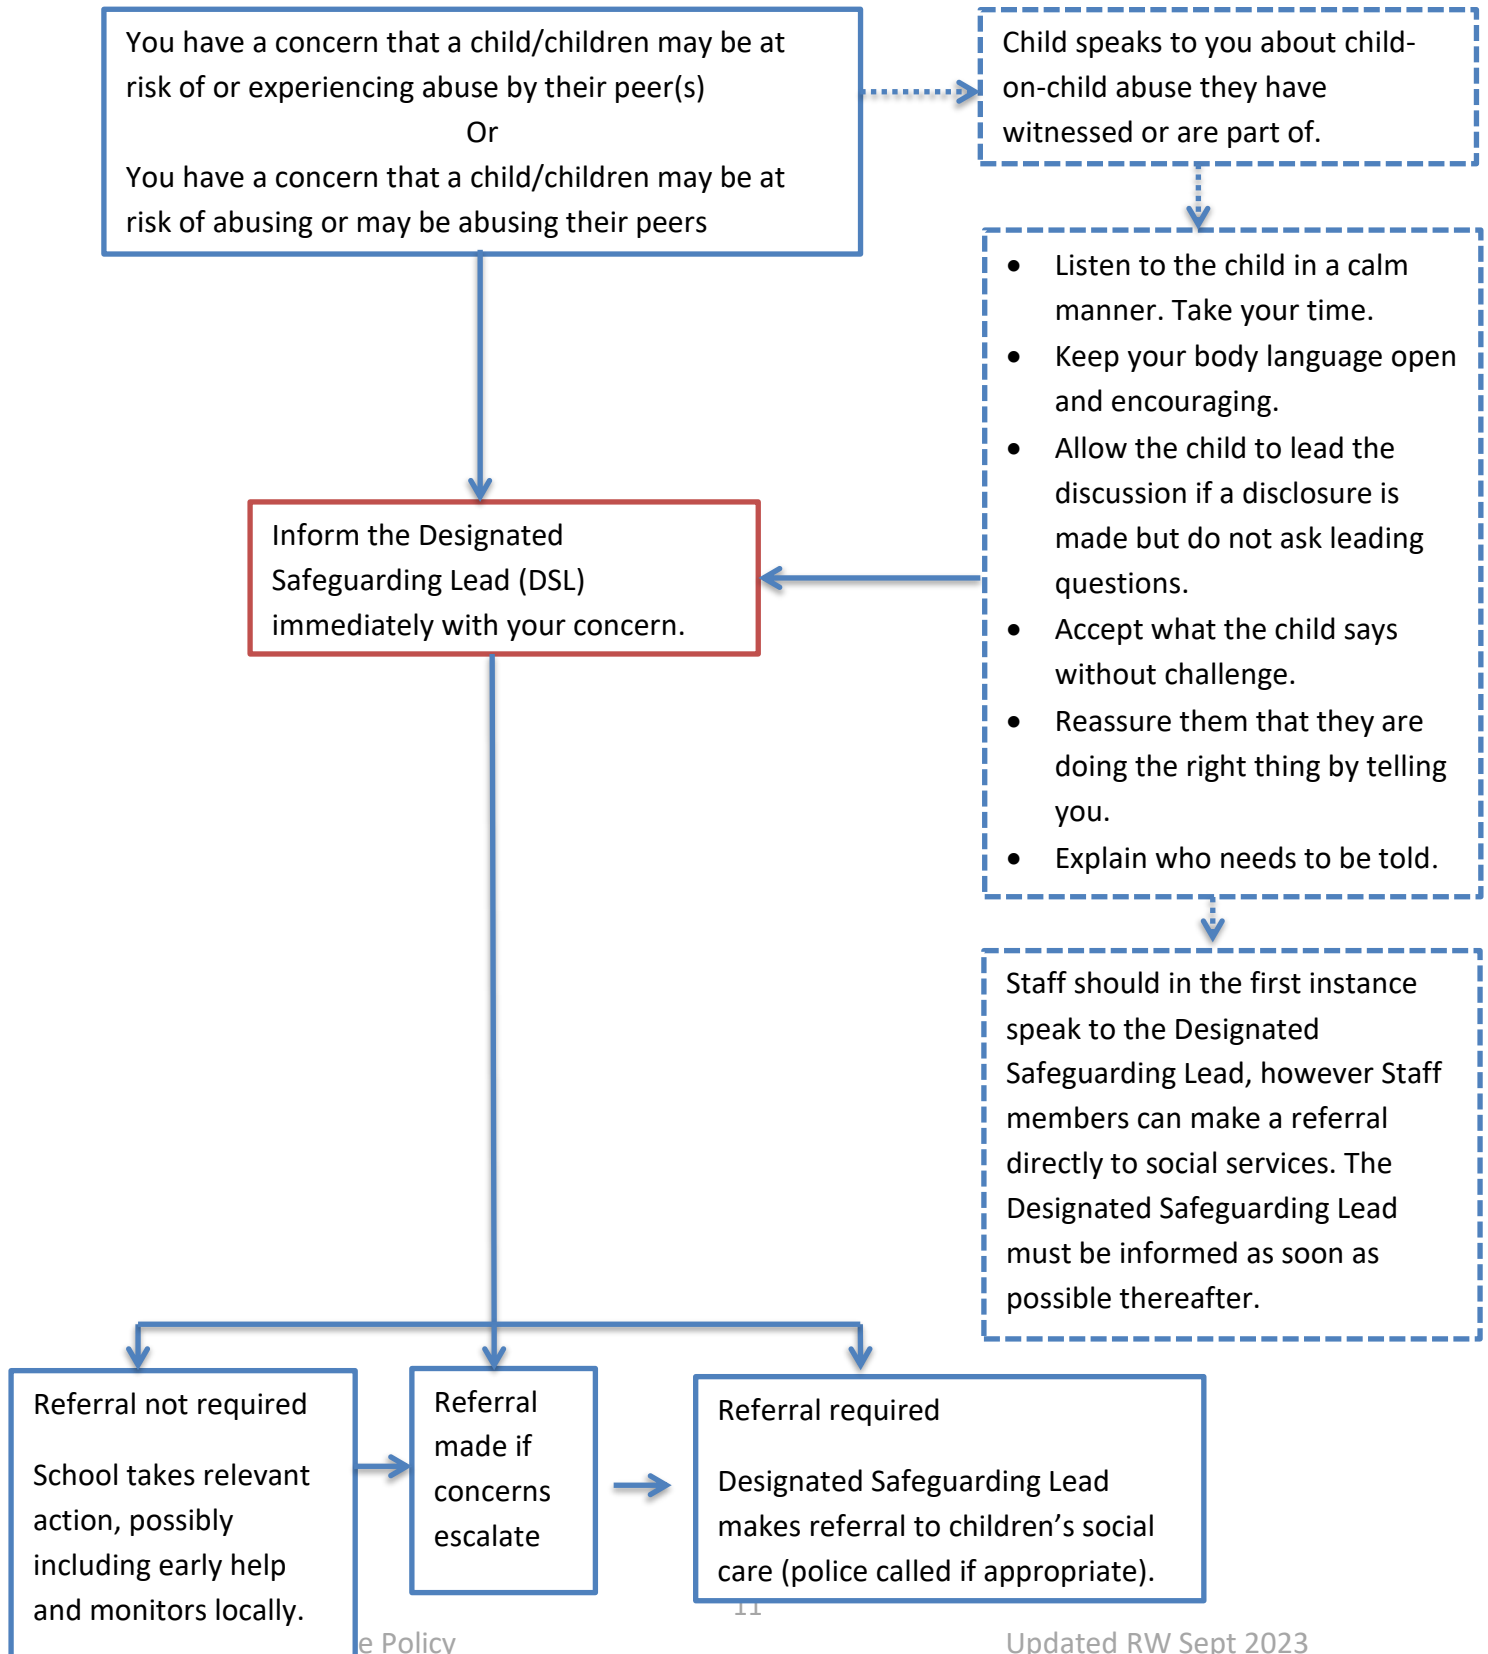 You have a concern that a child/children may be at
risk of or experiencing abuse by their peer(s)
Or
You have a concern that a child/children may be at
risk of abusing or may be abusing their peers
Child speaks to you about child-
on-child abuse they have
witnessed or are part of.
• Listen to the child in a calm
manner. Take your time.
• Keep your body language open
and encouraging.
• Allow the child to lead the
discussion if a disclosure is
made but do not ask leading
questions.
• Accept what the child says
without challenge.
• Reassure them that they are
doing the right thing by telling
you.
• Explain who needs to be told.
Inform the Designated
Safeguarding Lead (DSL)
immediately with your concern.
Staff should in the first instance
speak to the Designated
Safeguarding Lead, however Staff
members can make a referral
directly to social services. The
Designated Safeguarding Lead
must be informed as soon as
possible thereafter.
Referral not required
School takes relevant
action, possibly
including early help
and monitors locally.
Referral
made if
concerns
escalate
Referral required
Designated Safeguarding Lead
makes referral to children’s social
care (police called if appropriate).
11
Policy
Updated RW Sept 2023